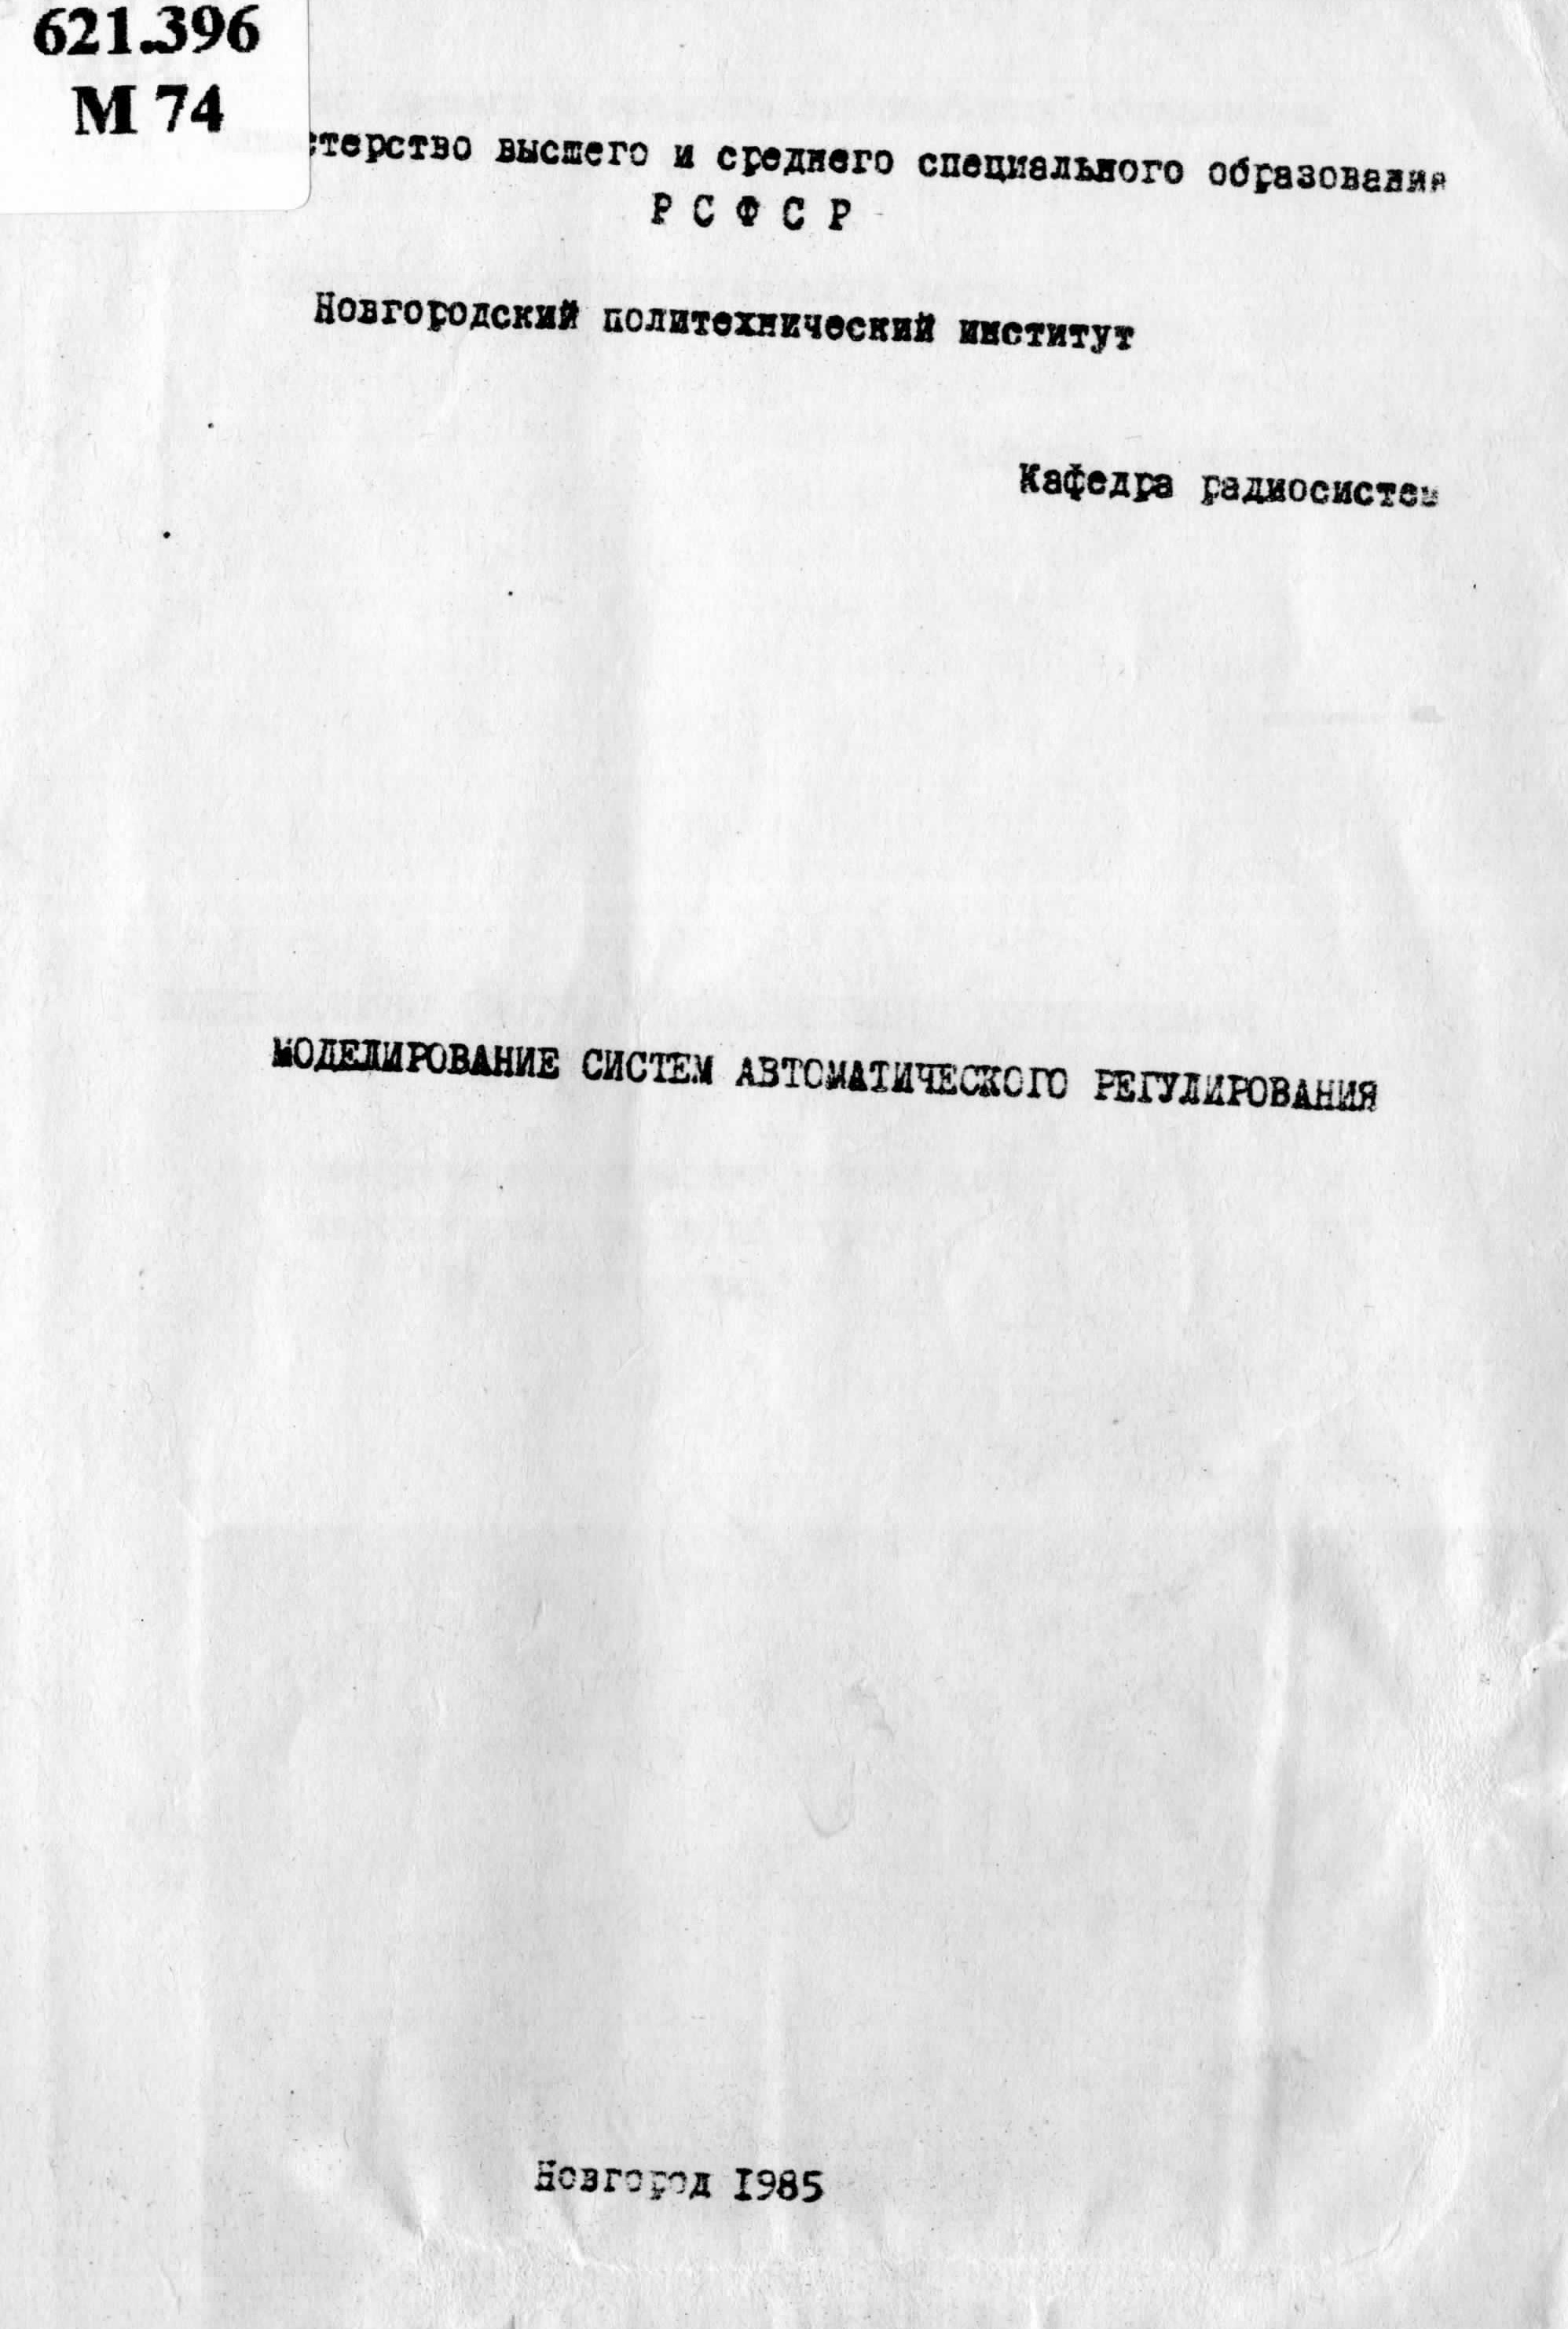 621.396
М 74
стерство высшего и среднего специального образования
Р С Ф С Р
Новгородский политехнический институт
Кафедра радиосистем
МОДЕЛИРОВАНИЕ СИСТЕМ АВТОМАТИЧЕСКОГО РЕГУЛИРОВАНИЯ
Новгород 1985